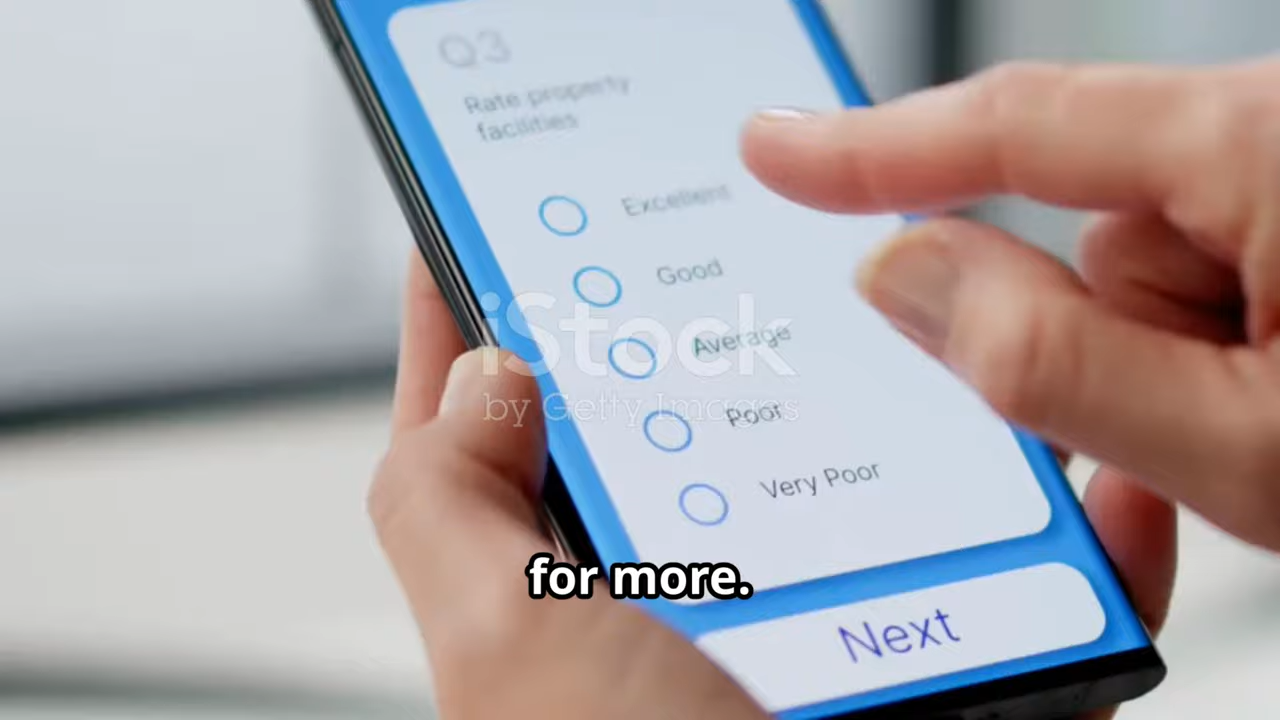 Q3
Rate property
facilities
Excellent
Good
Average
Poor
Very Poor
iStock
by Getty Images
for more.
Next